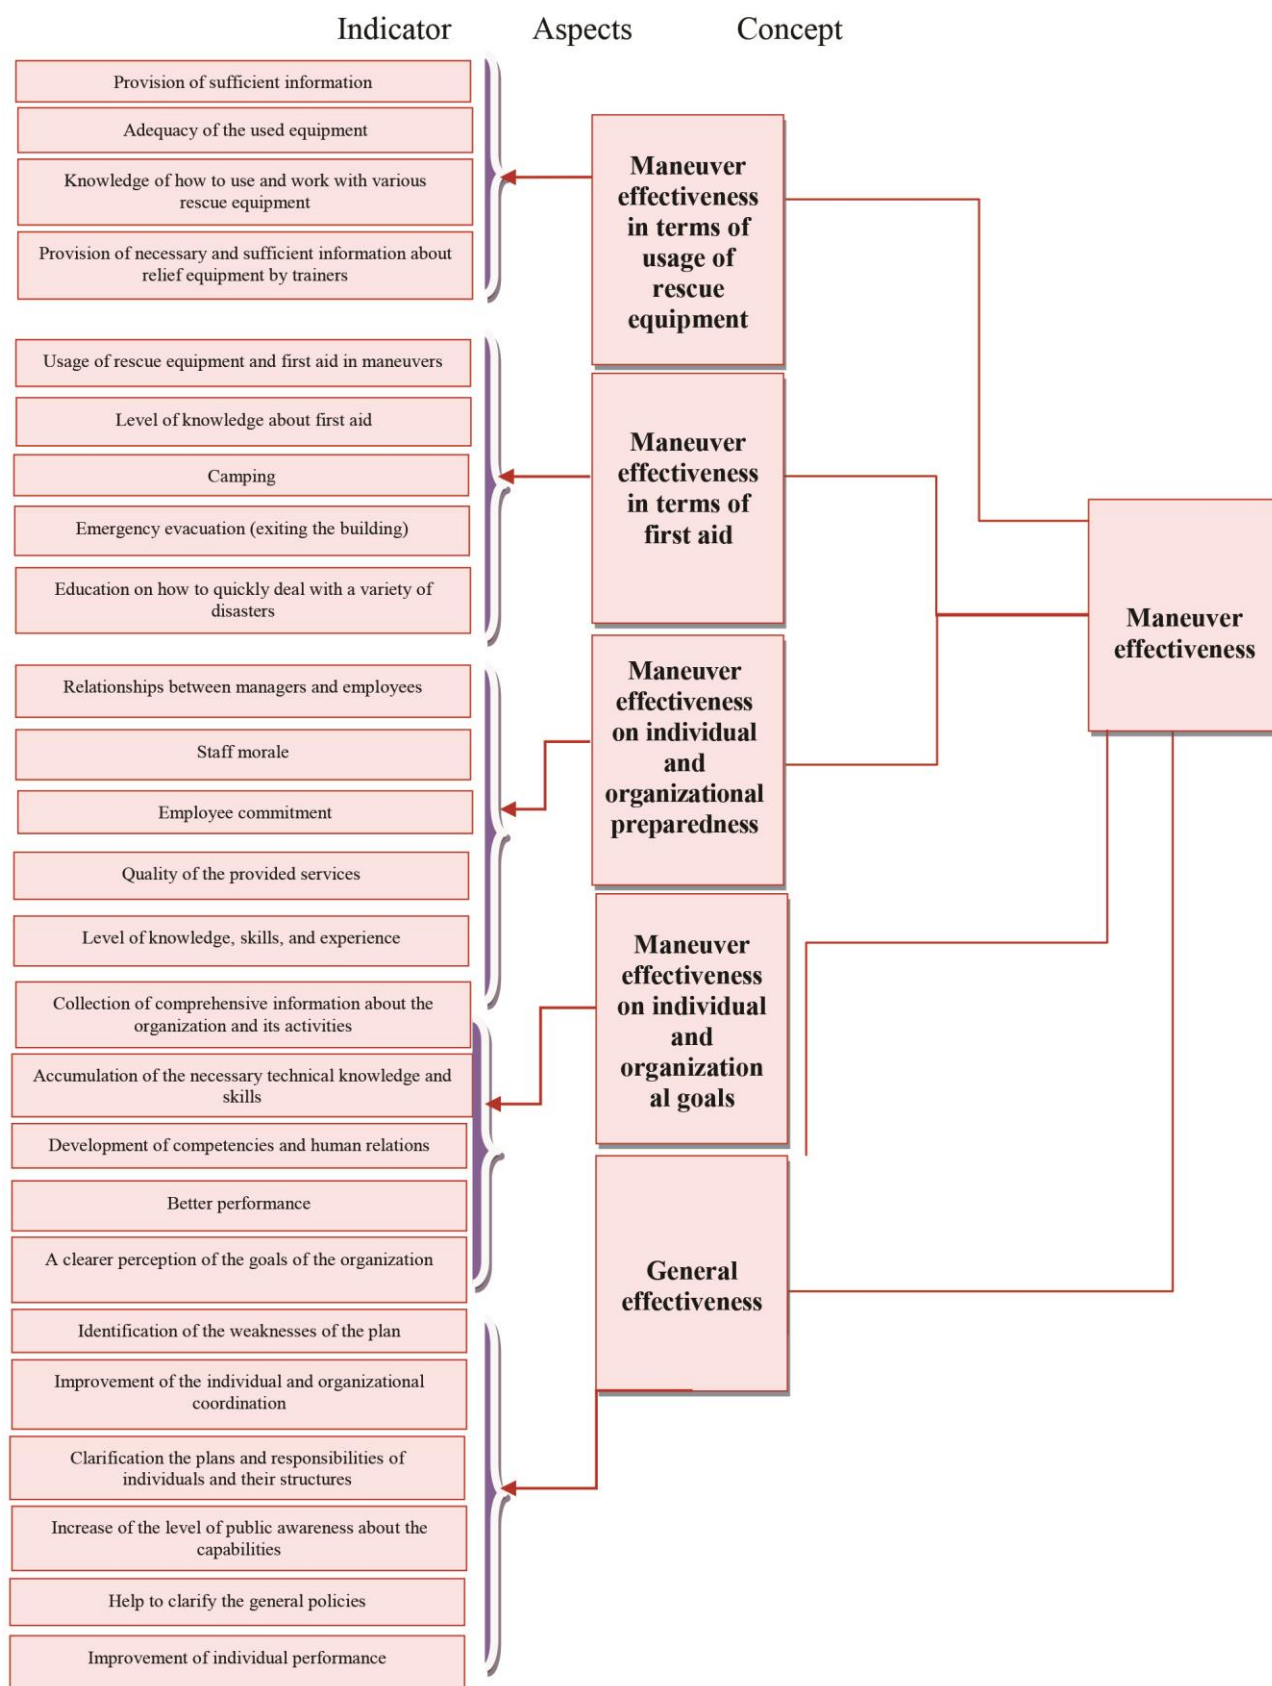 Indicator Aspects Concept
Provision of sufficient information
Adequacy of the used equipment
Knowledge of how to use and work with various
rescue equipment
Provision of necessary and sufficient information about
relief equipment by trainers
Maneuver
effectiveness
in terms of
usage of
rescue
equipment
Usage of rescue equipment and first aid in maneuvers
Level of knowledge about first aid
Camping
Emergency evacuation (exiting the building)
Education on how to quickly deal with a variety of
disasters
Maneuver
effectiveness
in terms of
first aid
Relationships between managers and employees
Staff morale
Employee commitment
Quality of the provided services
Level of knowledge, skills, and experience
Maneuver
effectiveness
on individual
and
organizational
preparedness
Collection of comprehensive information about the
organization and its activities
Accumulation of the necessary technical knowledge and
skills
Development of competencies and human relations
Better performance
A clearer perception of the goals of the organization
Maneuver
effectiveness
on individual
and
organization
al goals
Identification of the weaknesses of the plan
Improvement of the individual and organizational
coordination
Clarification the plans and responsibilities of
individuals and their structures
Increase of the level of public awareness about the
capabilities
Help to clarify the general policies
Improvement of individual performance
General
effectiveness
Maneuver
effectiveness